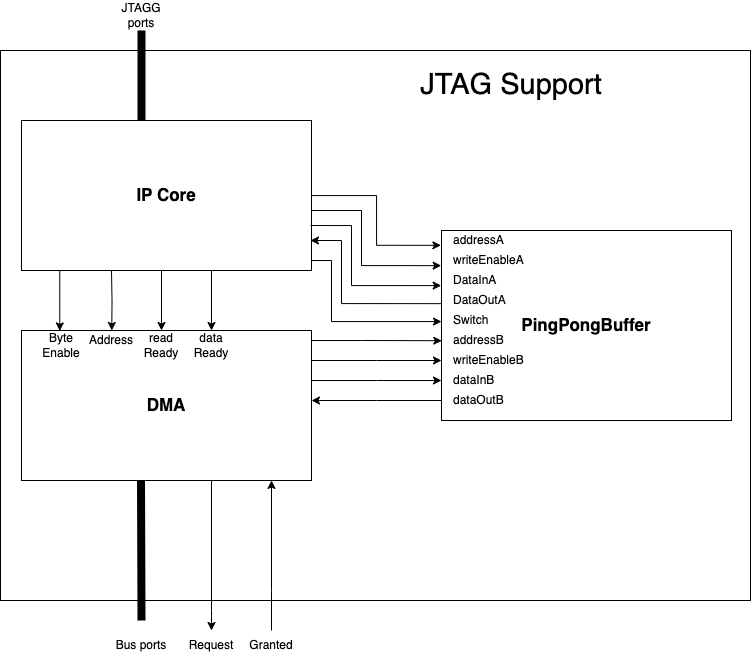 JTAGG
ports
JTAG Support
IP Core
addressA
writeEnableA
DataInA
DataOutA
Switch
PingPongBuffer
addressB
writeEnableB
dataInB
dataOutB
Byte
Enable
Address
read
Ready
data
Ready
DMA
Bus ports
Request
Granted